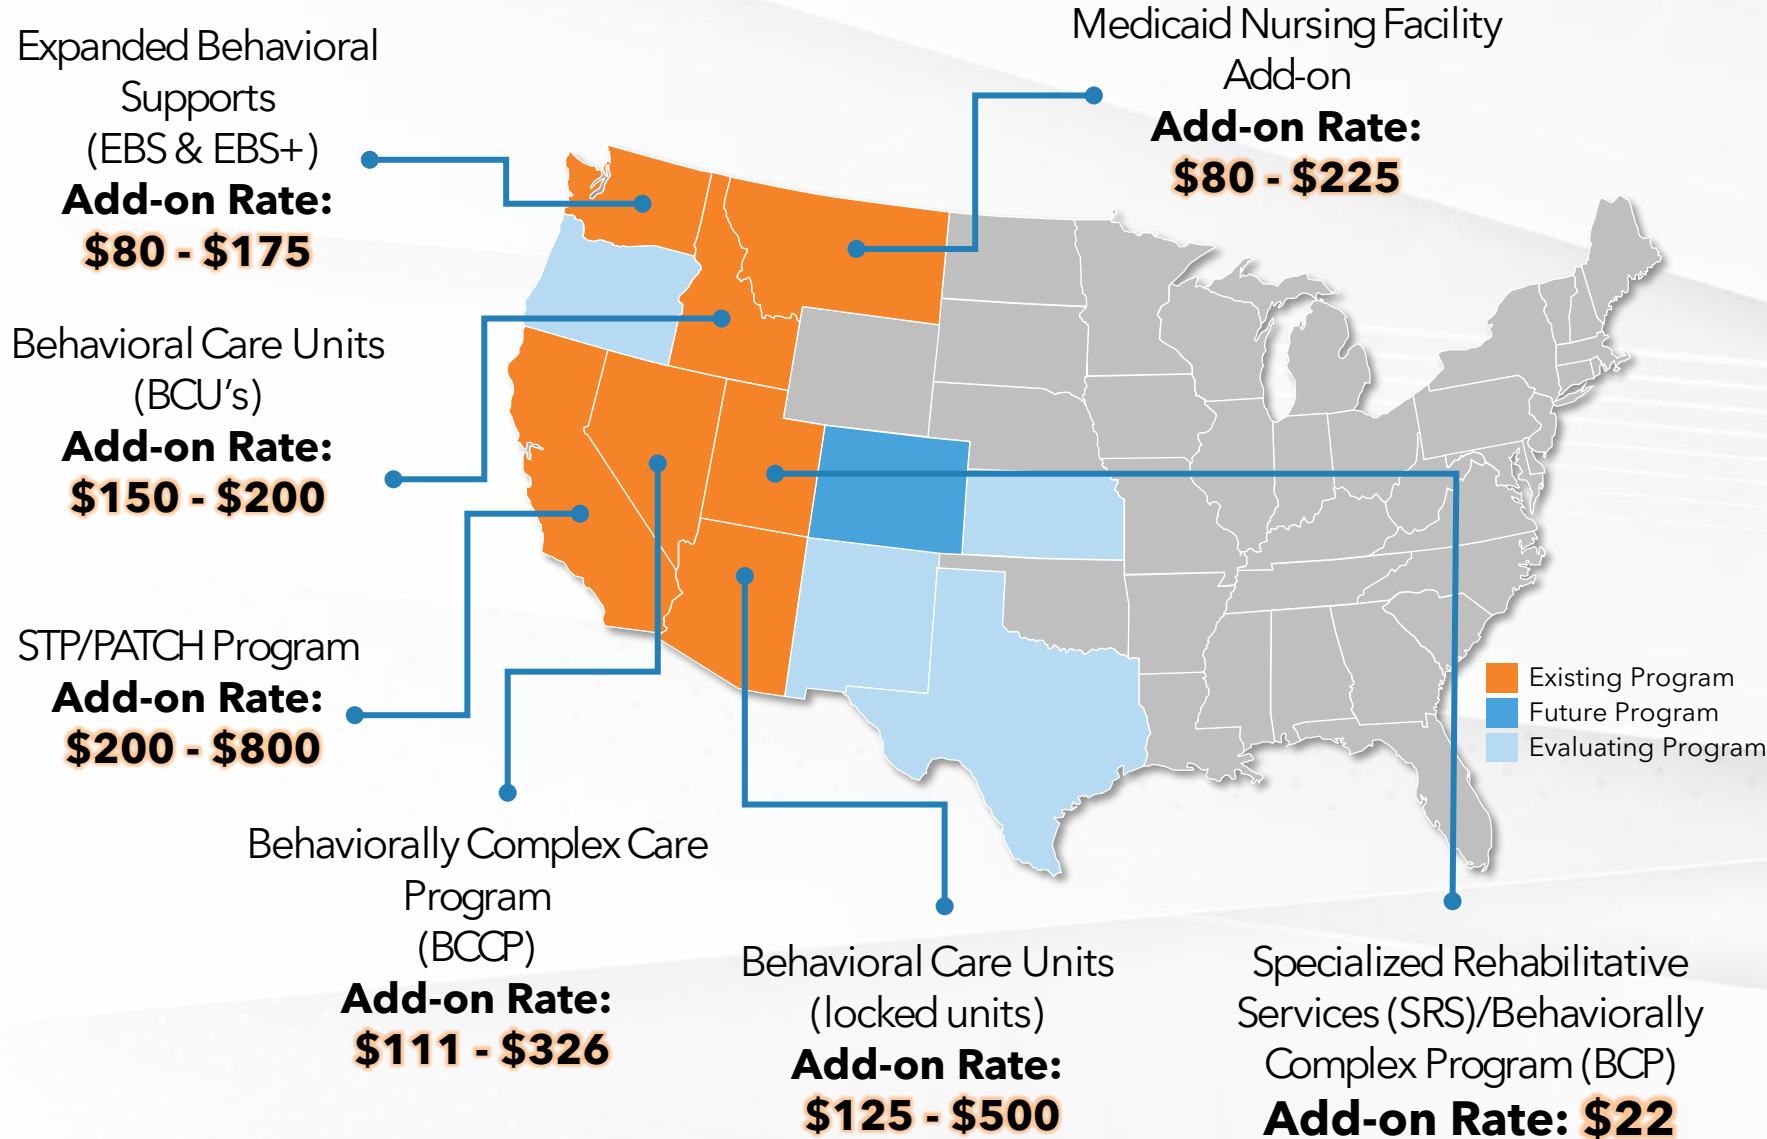 Expanded Behavioral
Supports
(EBS & EBS+)
Add-on Rate:
$80 - $175
Medicaid Nursing Facility
Add-on
Add-on Rate:
$80 - $225
Behavioral Care Units
(BCU's)
Add-on Rate:
$150 - $200
STP/PATCH Program
Add-on Rate:
$200 - $800
Existing Program
Future Program
Evaluating Program
Behaviorally Complex Care
Program
(BCCP)
Add-on Rate:
$111 - $326
Behavioral Care Units
(locked units)
Add-on Rate:
$125 - $500
Specialized Rehabilitative
Services (SRS)/Behaviorally
Complex Program (BCP)
Add-on Rate: $22